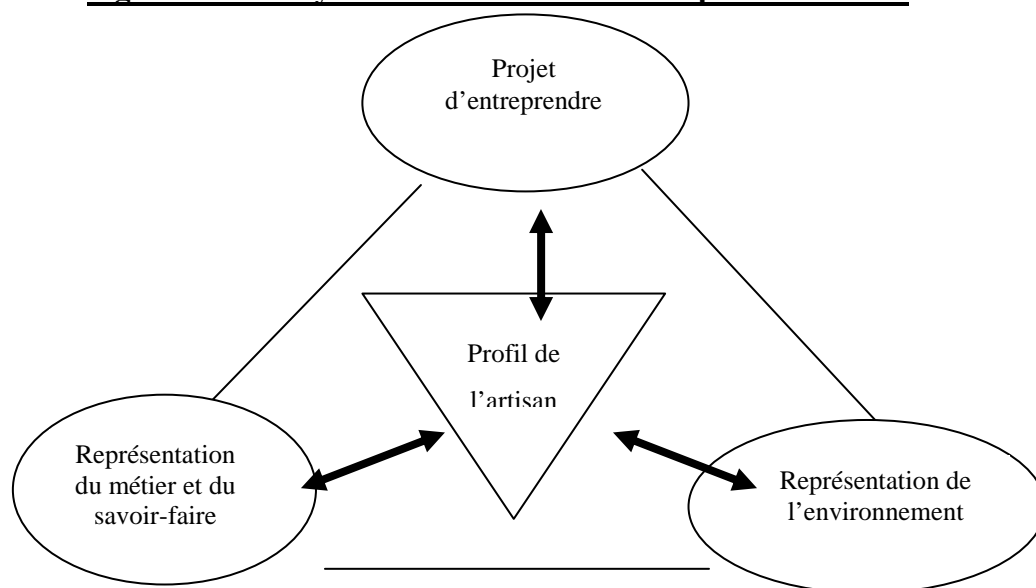 Projet
d’entreprendre
Profil de
l’artisan
Représentation
du métier et du
savoir-faire
Représentation de
l’environnement